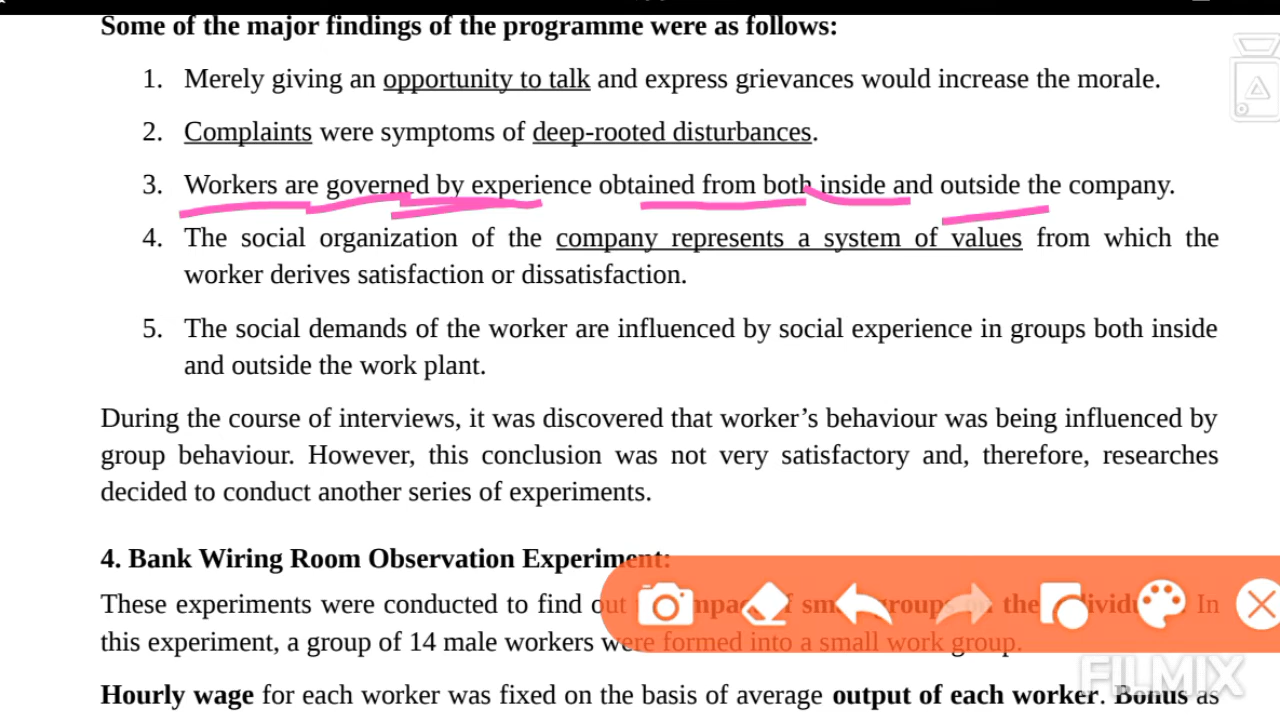 Some of the major findings of the programme were as follows:
1. Merely giving an opportunity to talk and express grievances would increase the morale.
2. Complaints were symptoms of deep-rooted disturbances.
3. Workers are governed by experience obtained from both inside and outside the company.
4. The social organization of the company represents a system of values from which the
worker derives satisfaction or dissatisfaction.
5. The social demands of the worker are influenced by social experience in groups both inside
and outside the work plant.
During the course of interviews, it was discovered that worker's behaviour was being influenced by
group behaviour. However, this conclusion was not very satisfactory and, therefore, researches
decided to conduct another series of experiments.
4. Bank Wiring Room Observation Experiment:
These experiments were conducted to find out impact of small groups on the individual. In
this experiment, a group of 14 male workers were formed into a small work group.
Hourly wage for each worker was fixed on the basis of average output of each worker. Bonus as
FILMIX